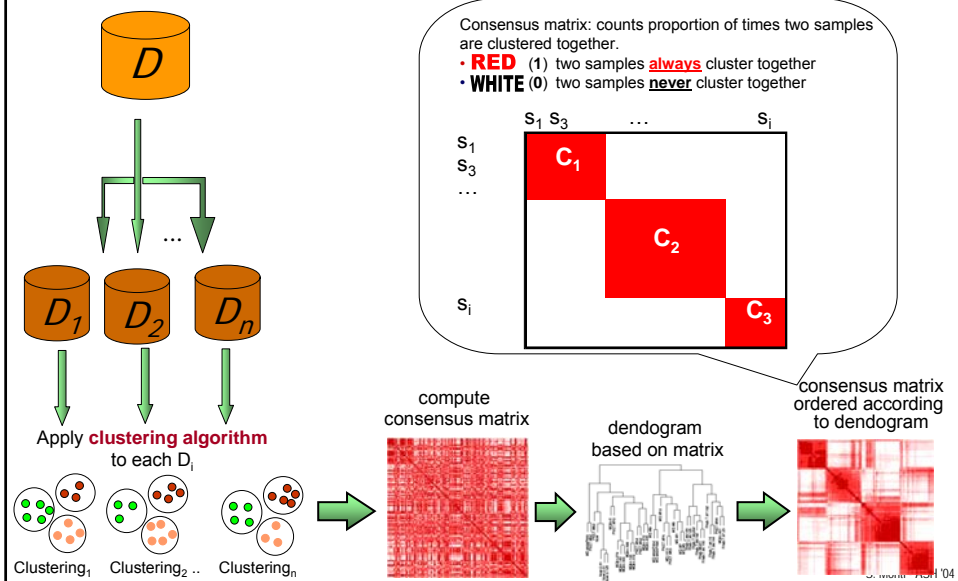 Consensus matrix: counts proportion of times two samples
are clustered together.
• RED (1) two samples always cluster together
• WHITE (0) two samples never cluster together
s1 s3 … si
s1
s3
…
si
C1
C2
C3
D
...
D1
D2
Dn
Apply clustering algorithm
to each Di
Clustering1
Clustering2 ..
Clusteringn
compute
consensus matrix
dendogram
based on matrix
consensus matrix
ordered according
to dendogram
ASH '04